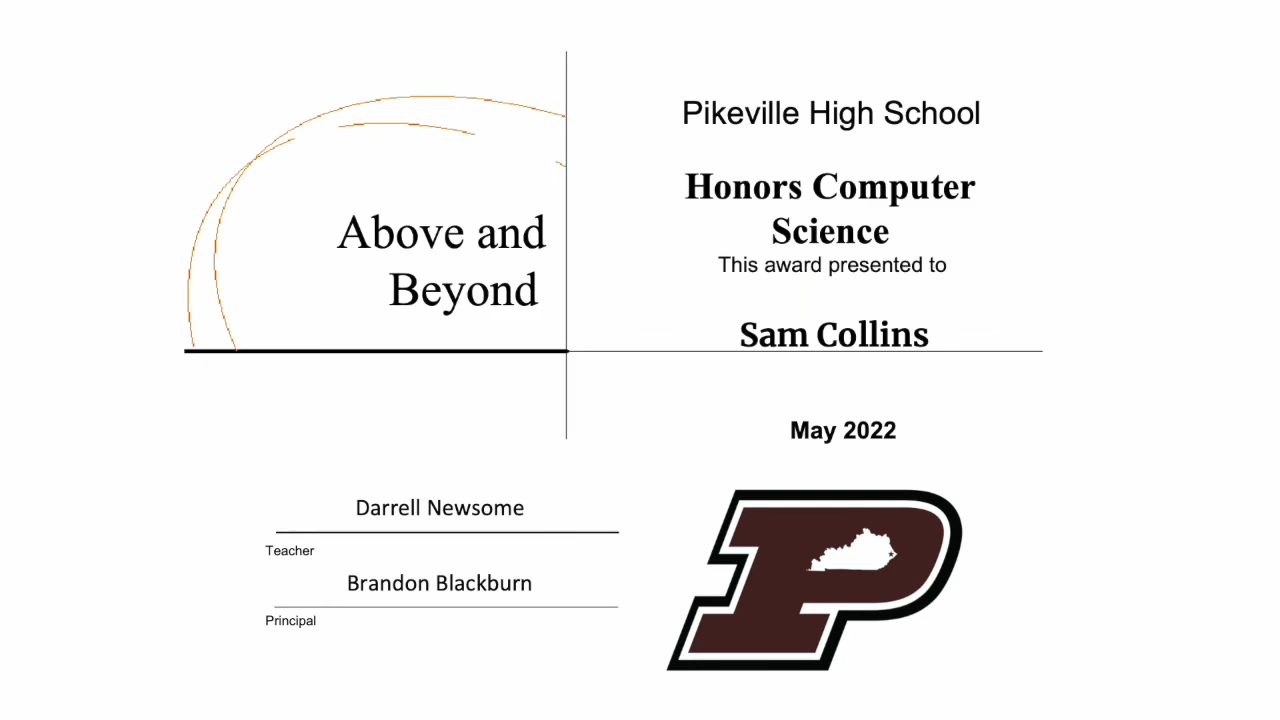 Above and
Beyond
Pikeville High School
Honors Computer
Science
This award presented to
Sam Collins
May 2022
Darrell Newsome
Teacher
Brandon Blackburn
Principal
P